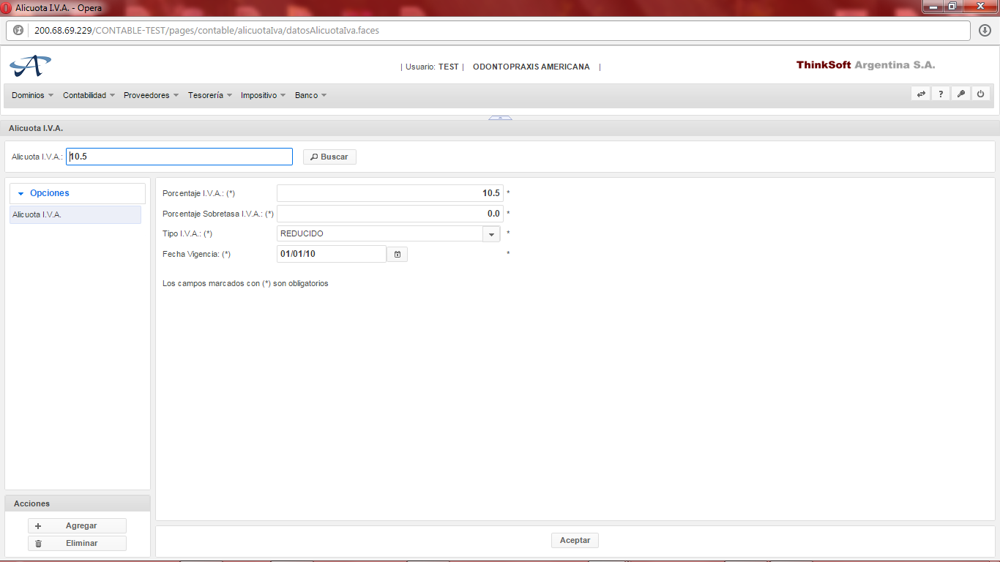 Alicuota I.V.A. - Opera
200.68.69.229/CONTABLE-TEST/pages/contable/alicuotaIva/datosAlicuotaIva.faces
| Usuario: TEST | ODONTOPRAXIS AMERICANA |
ThinkSoft Argentina S.A.
Dominios Contabilidad Proveedores Tesorería Impositivo Banco
?
Alicuota I.V.A.
Alicuota I.V.A.: 10.5 Buscar
Opciones
Alicuota I.V.A.
Porcentaje I.V.A.: (*) 10.5 *
Porcentaje Sobretasa I.V.A.: (*) 0.0 *
Tipo I.V.A.: (*) REDUCIDO *
Fecha Vigencia: (*) 01/01/10 *
Los campos marcados con (*) son obligatorios
Acciones
Agregar
Eliminar
Aceptar